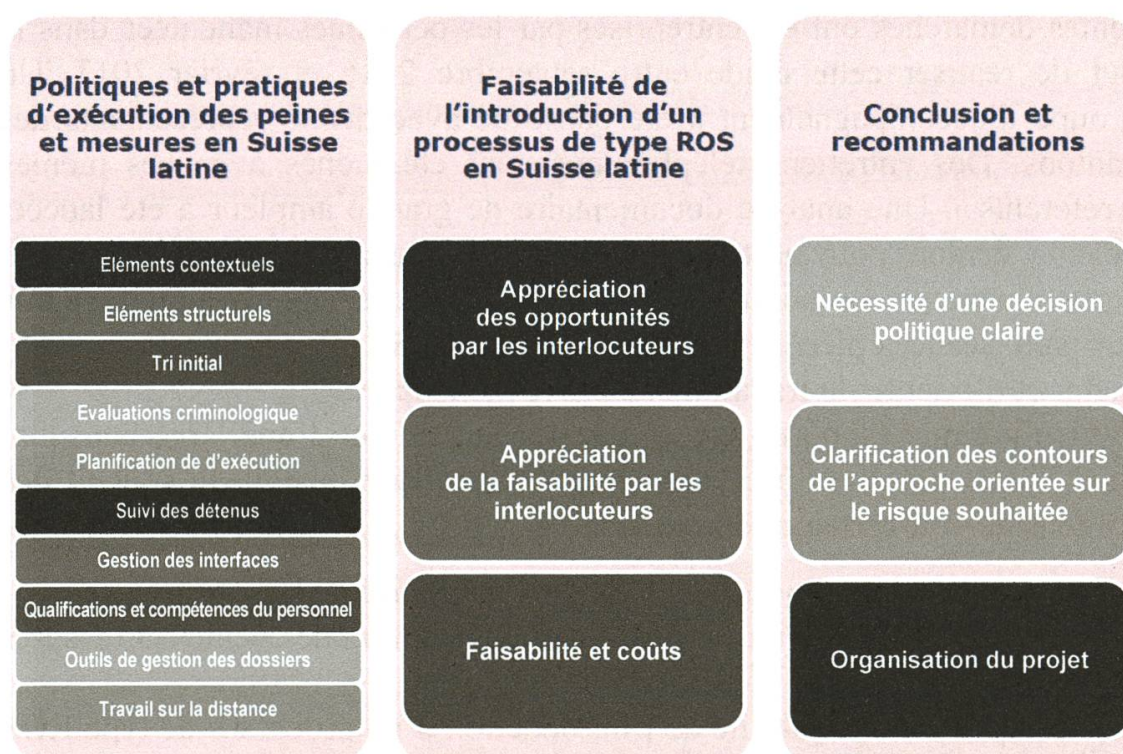 Politiques et pratiques
d'exécution des peines
et mesures en Suisse
latine
Eléments contextuels
Eléments structurels
Tri initial
Evaluations criminologique
Planification de d'exécution
Suivi des détenus
Gestion des interfaces
Qualifications et compétences du personnel
Outils de gestion des dossiers
Travail sur la distance
Faisabilité de
l'introduction d'un
processus de type ROS
en Suisse latine
Appréciation
des opportunités
par les interlocuteurs
Appréciation
de la faisabilité par les
interlocuteurs
Faisabilité et coûts
Conclusion et
recommandations
Nécessité d'une décision
politique claire
Clarification des contours
de l'approche orientée sur
le risque souhaitée
Organisation du projet